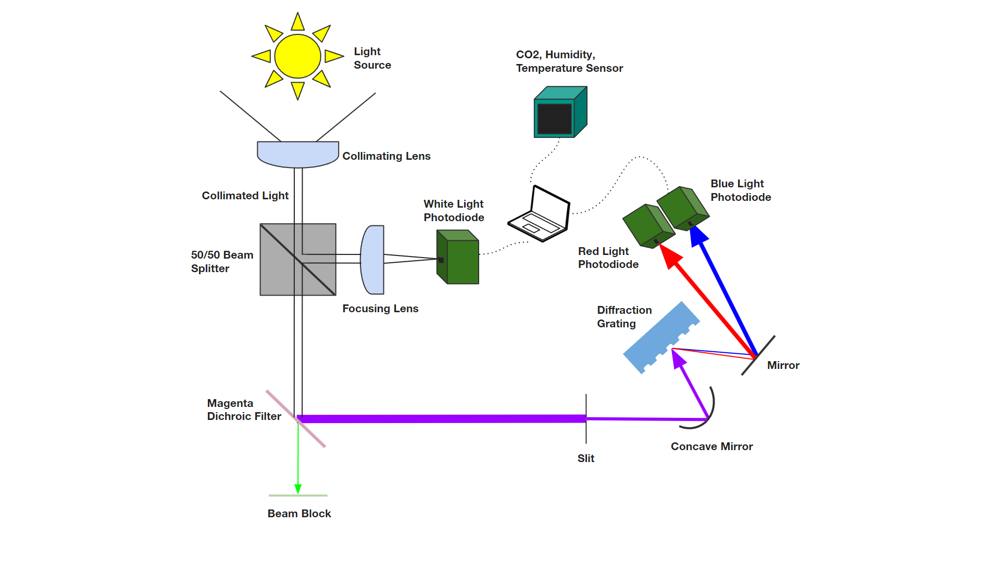 Light
Source
CO2, Humidity,
Temperature Sensor
Collimating Lens
Collimated Light
White Light
Photodiode
Blue Light
Photodiode
50/50 Beam
Splitter
Red Light
Photodiode
Focusing Lens
Diffraction
Grating
Mirror
Magenta
Dichroic Filter
Concave Mirror
Slit
Beam Block